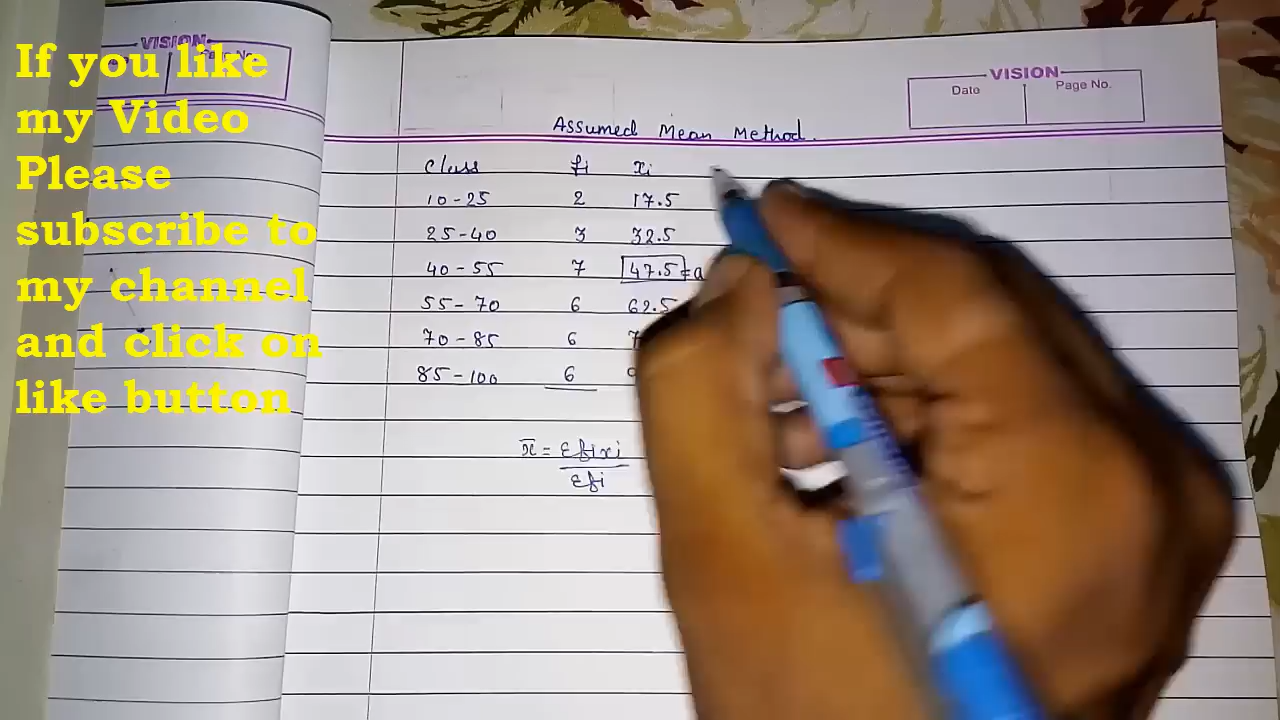 If you like
my Video
Please
subscribe to
my channel
and click on
like button
VISION
VISION
Date Page No.
Assumed Mean Method.
Class fi xi
10-25 2 17.5
25-40 3 32.5
40-55 7 47.5=a
55-70 6 62.5
70-85 6
85-100 6
x̄ = Σfixi
Σfi